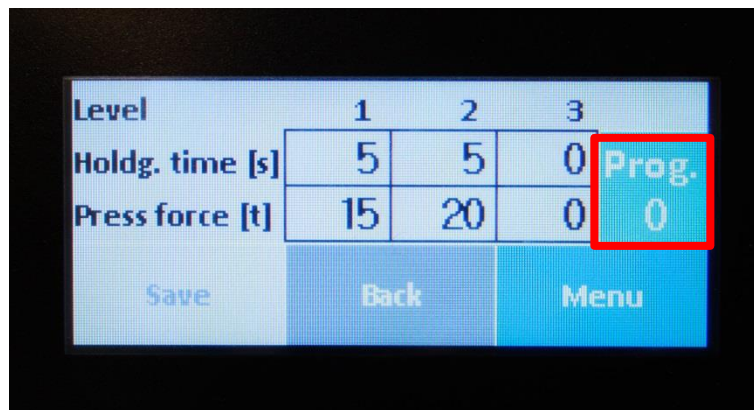 Level 1 2 3
Holdg. time [s] 5 5 0
Press force [t] 15 20 0
Prog.
0
Save Back Menu